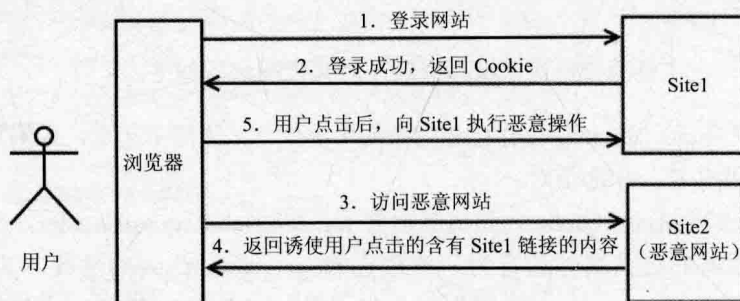 1. 登录网站
2. 登录成功，返回 Cookie
Site1
5. 用户点击后，向 Site1 执行恶意操作
浏览器
3. 访问恶意网站
Site2
（恶意网站）
4. 返回诱使用户点击的含有 Site1 链接的内容
用户